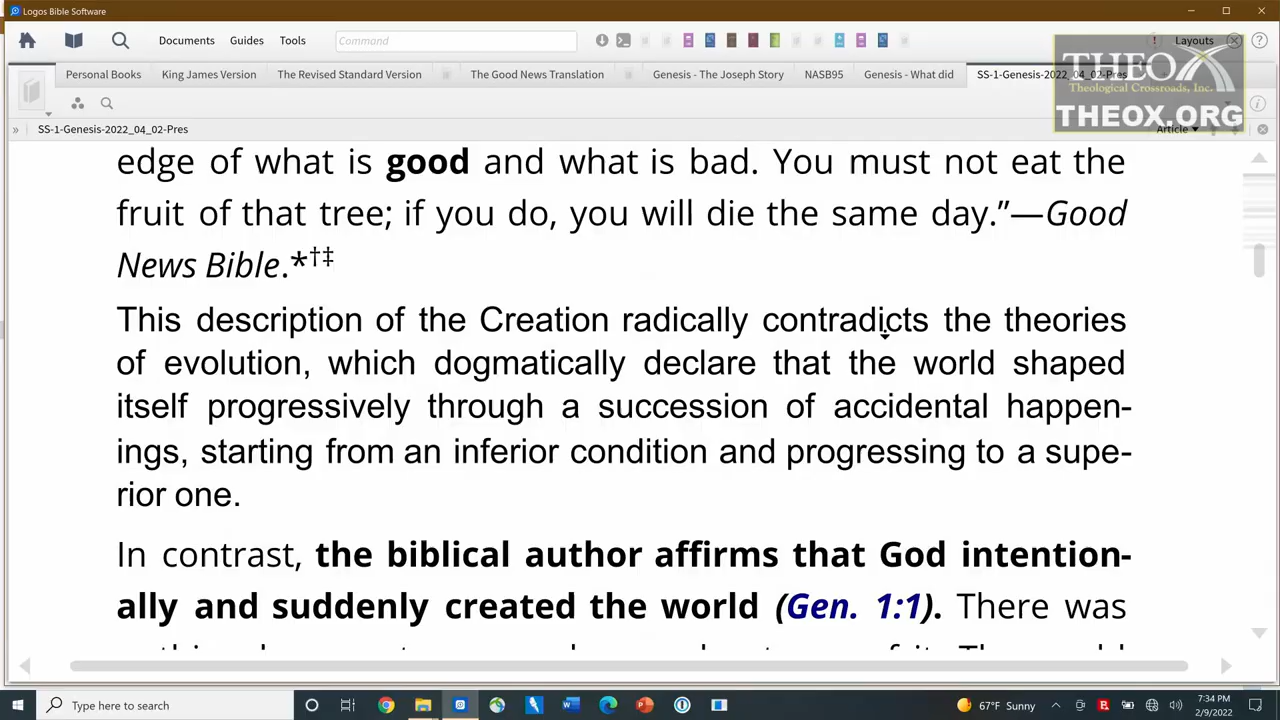 Logos Bible Software
Documents Guides Tools Command Layouts
THEOX
Theological Crossroads, Inc.
THEOX.ORG
Personal Books King James Version The Revised Standard Version The Good News Translation Genesis - The Joseph Story NASB95 Genesis - What did SS-1-Genesis-2022_04_02-Pres
SS-1-Genesis-2022_04_02-Pres Article
edge of what is good and what is bad. You must not eat the
fruit of that tree; if you do, you will die the same day.”—Good
News Bible.*†‡
This description of the Creation radically contradicts the theories
of evolution, which dogmatically declare that the world shaped
itself progressively through a succession of accidental happen-
ings, starting from an inferior condition and progressing to a supe-
rior one.
In contrast, the biblical author affirms that God intention-
ally and suddenly created the world (Gen. 1:1). There was
Type here to search
67°F Sunny
7:34 PM
2/9/2022